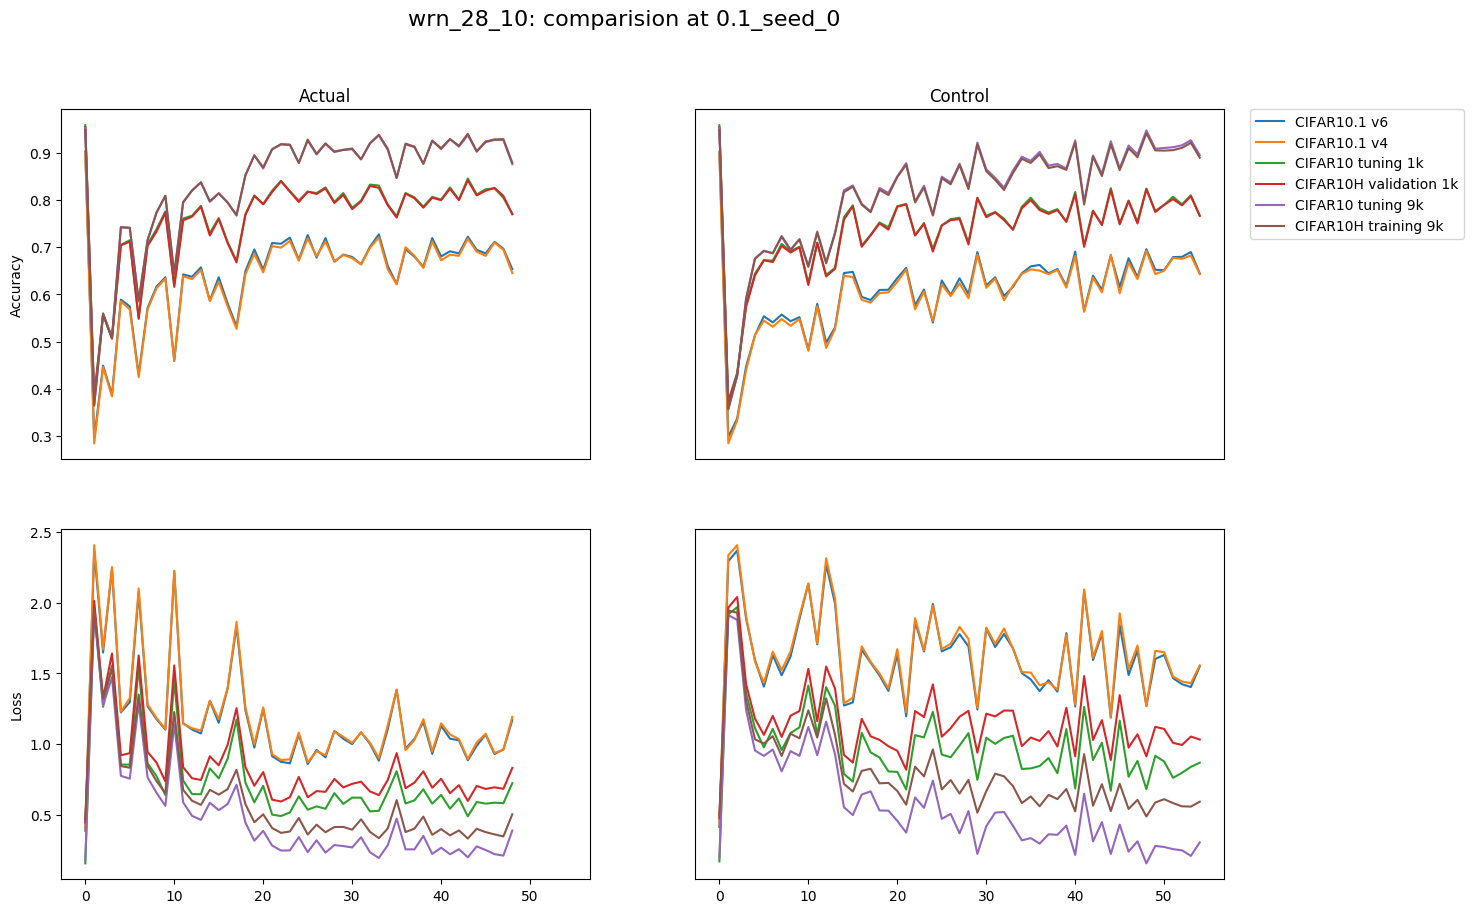 wrn_28_10: comparision at 0.1_seed_0
Actual
Control
Accuracy
0.9
0.8
0.7
0.6
0.5
0.4
0.3
CIFAR10.1 v6
CIFAR10.1 v4
CIFAR10 tuning 1k
CIFAR10H validation 1k
CIFAR10 tuning 9k
CIFAR10H training 9k
Loss
2.5
2.0
1.5
1.0
0.5
0 10 20 30 40 50
0 10 20 30 40 50